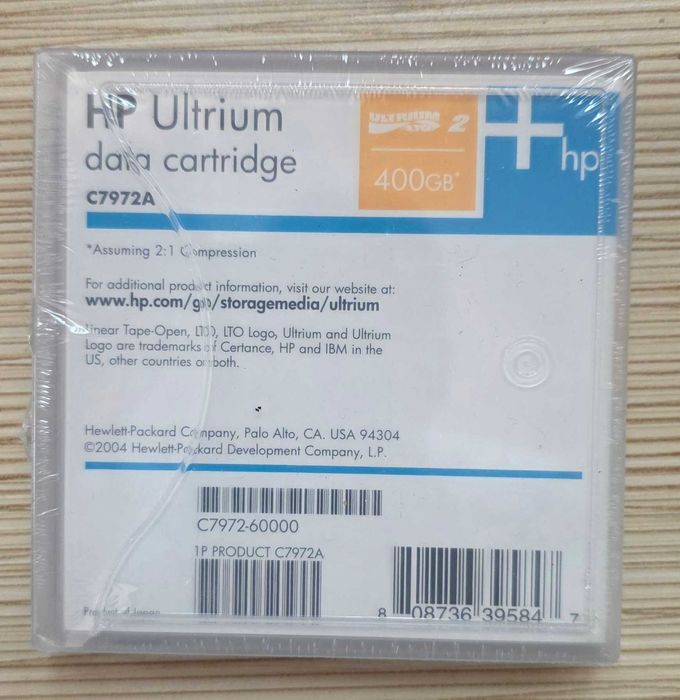 HP Ultrium
data cartridge
C7972A
ULTRIUM
LTO 2
400GB*
hp
*Assuming 2:1 Compression
For additional product information, visit our website at:
www.hp.com/go/storagemedia/ultrium
Linear Tape-Open, LTO, LTO Logo, Ultrium and Ultrium
Logo are trademarks of Certance, HP and IBM in the
US, other countries or both.
Hewlett-Packard Company, Palo Alto, CA. USA 94304
©2004 Hewlett-Packard Development Company, L.P.
C7972-60000
1P PRODUCT C7972A
8 08736 39584 7
Product of Japan